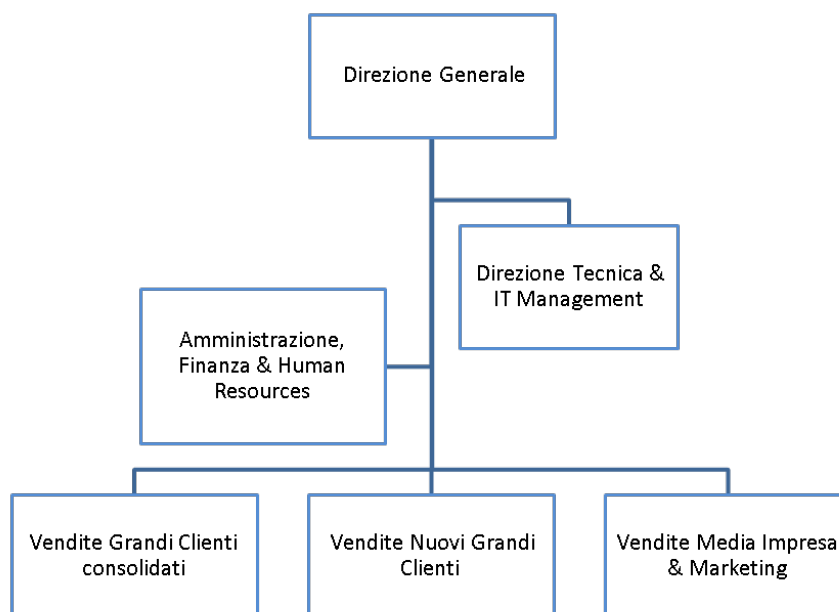 Direzione Generale
Direzione Tecnica &
IT Management
Amministrazione,
Finanza & Human
Resources
Vendite Grandi Clienti
consolidati
Vendite Nuovi Grandi
Clienti
Vendite Media Impresa
& Marketing